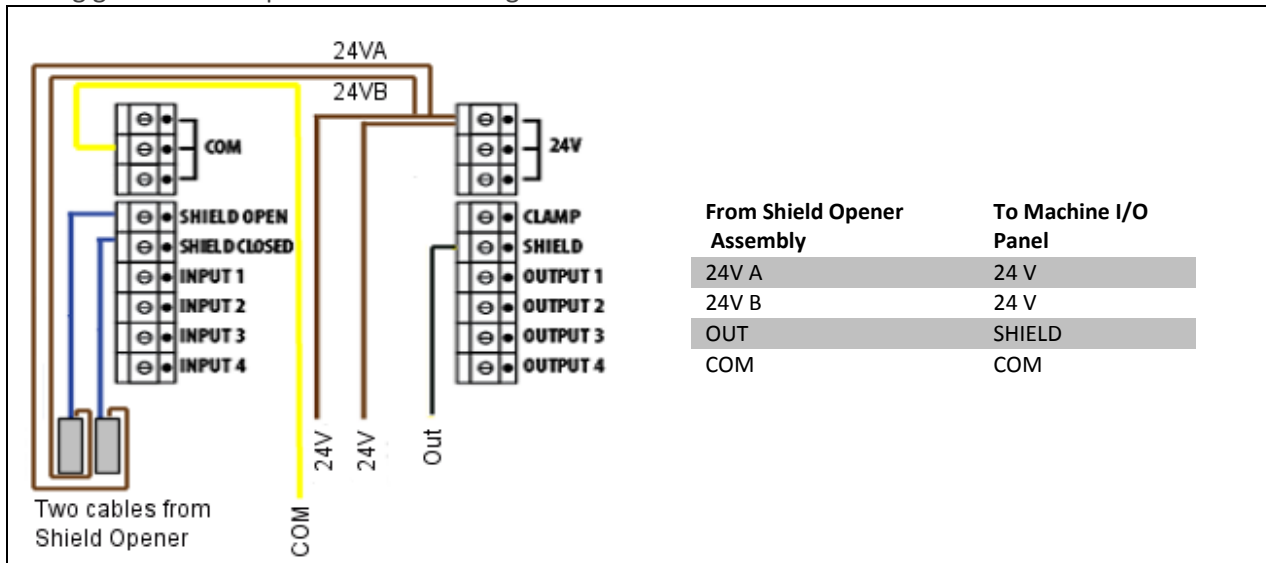 24VA
24VB
COM
24V
SHIELD OPEN
SHIELD CLOSED
INPUT 1
INPUT 2
INPUT 3
INPUT 4
CLAMP
SHIELD
OUTPUT 1
OUTPUT 2
OUTPUT 3
OUTPUT 4
24V
24V
Out
COM
Two cables from
Shield Opener
From Shield Opener To Machine I/O
Assembly Panel
24V A 24 V
24V B 24 V
OUT SHIELD
COM COM